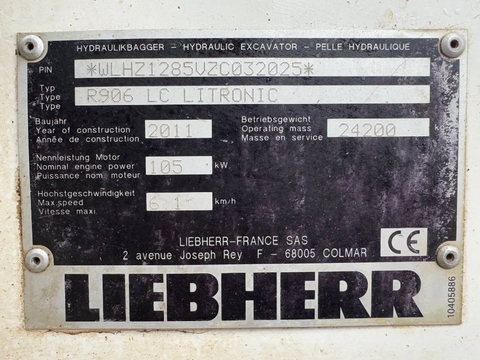 HYDRAULIKBAGGER – HYDRAULIC EXCAVATOR – PELLE HYDRAULIQUE
PIN *WLHZ1285VZC032025*
Typ
Type R906 LC LITRONIC
Type
Baujahr
Year of construction 2011
Année de construction
Betriebsgewicht
Operating mass 24200 k
Masse en service
Nennleistung Motor
Nominal engine power 105 kW
Puissance nom moteur
Höchstgeschwindigkeit
Max.speed 6.1 km/h
Vitesse maxi.
LIEBHERR–FRANCE SAS
2 avenue Joseph Rey F – 68005 COLMAR
CE
LIEBHERR
10405886